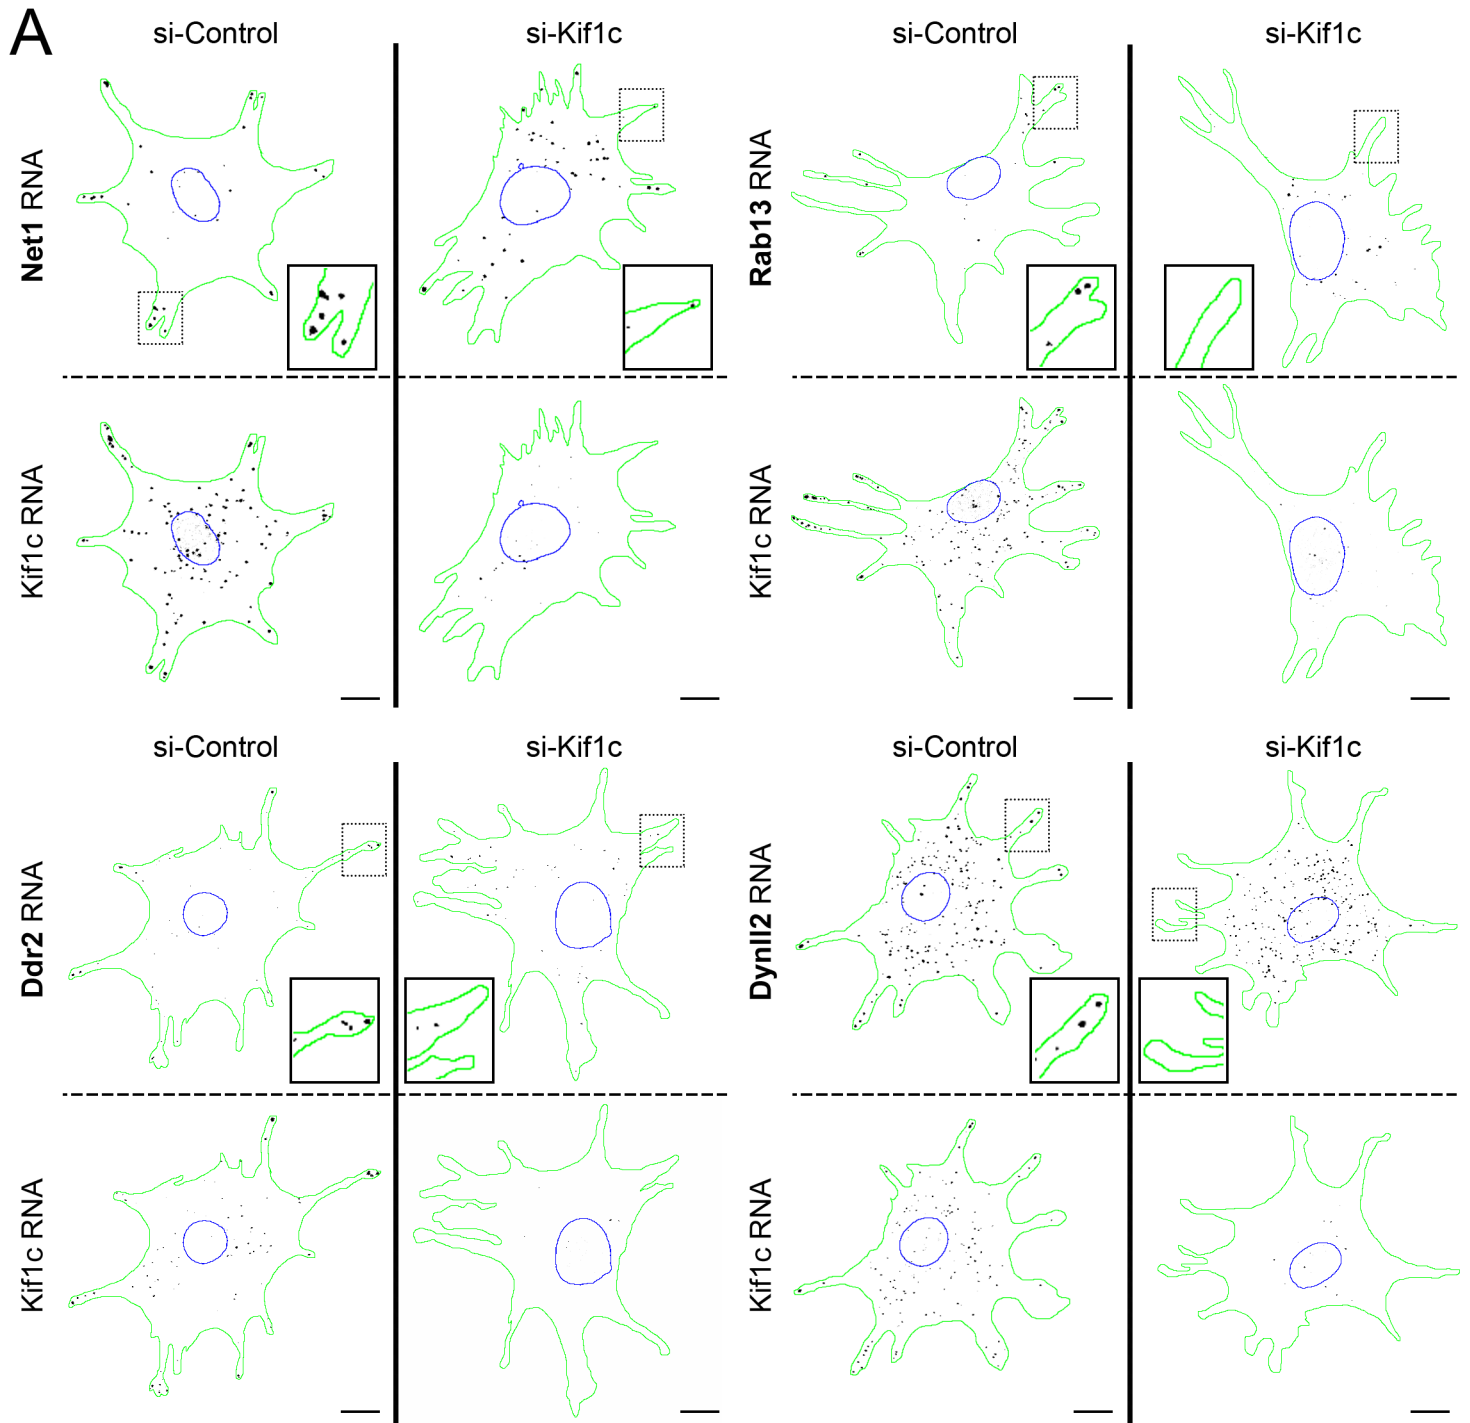 A
si-Control
si-Kif1c
si-Control
si-Kif1c
Net1 RNA
Rab13 RNA
Kif1c RNA
Kif1c RNA
si-Control
si-Kif1c
si-Control
si-Kif1c
Ddr2 RNA
Dynll2 RNA
Kif1c RNA
Kif1c RNA